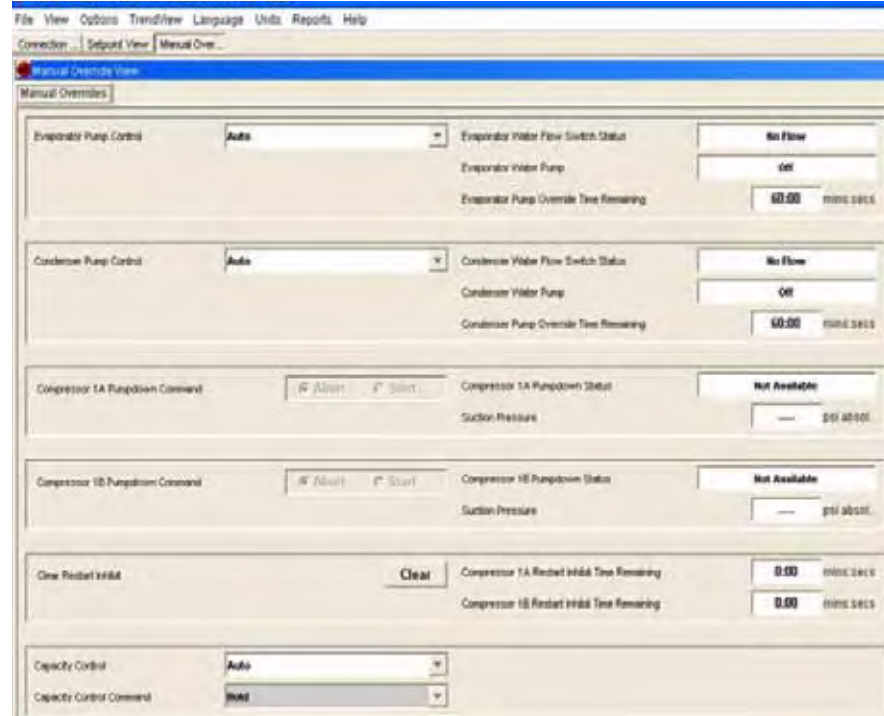 File View Options TrendView Language Units Reports Help
Connection ... Setpoint View Manual Over...
Manual Override View
Manual Overrides
Evaporator Pump Control Auto Evaporator Water Flow Switch Status No Flow
Evaporator Water Pump Off
Evaporator Pump Override Time Remaining 60:00 mins:secs
Condenser Pump Control Auto Condenser Water Flow Switch Status No Flow
Condenser Water Pump Off
Condenser Pump Override Time Remaining 60:00 mins:secs
Compressor 1A Pumpdown Command Abort Start Compressor 1A Pumpdown Status Not Available
Suction Pressure ---- psi absol.
Compressor 1B Pumpdown Command Abort Start Compressor 1B Pumpdown Status Not Available
Suction Pressure ---- psi absol.
Clear Restart Inhibit Clear Compressor 1A Restart Inhibit Time Remaining 0:00 mins:secs
Compressor 1B Restart Inhibit Time Remaining 0:00 mins:secs
Capacity Control Auto
Capacity Control Command Hold